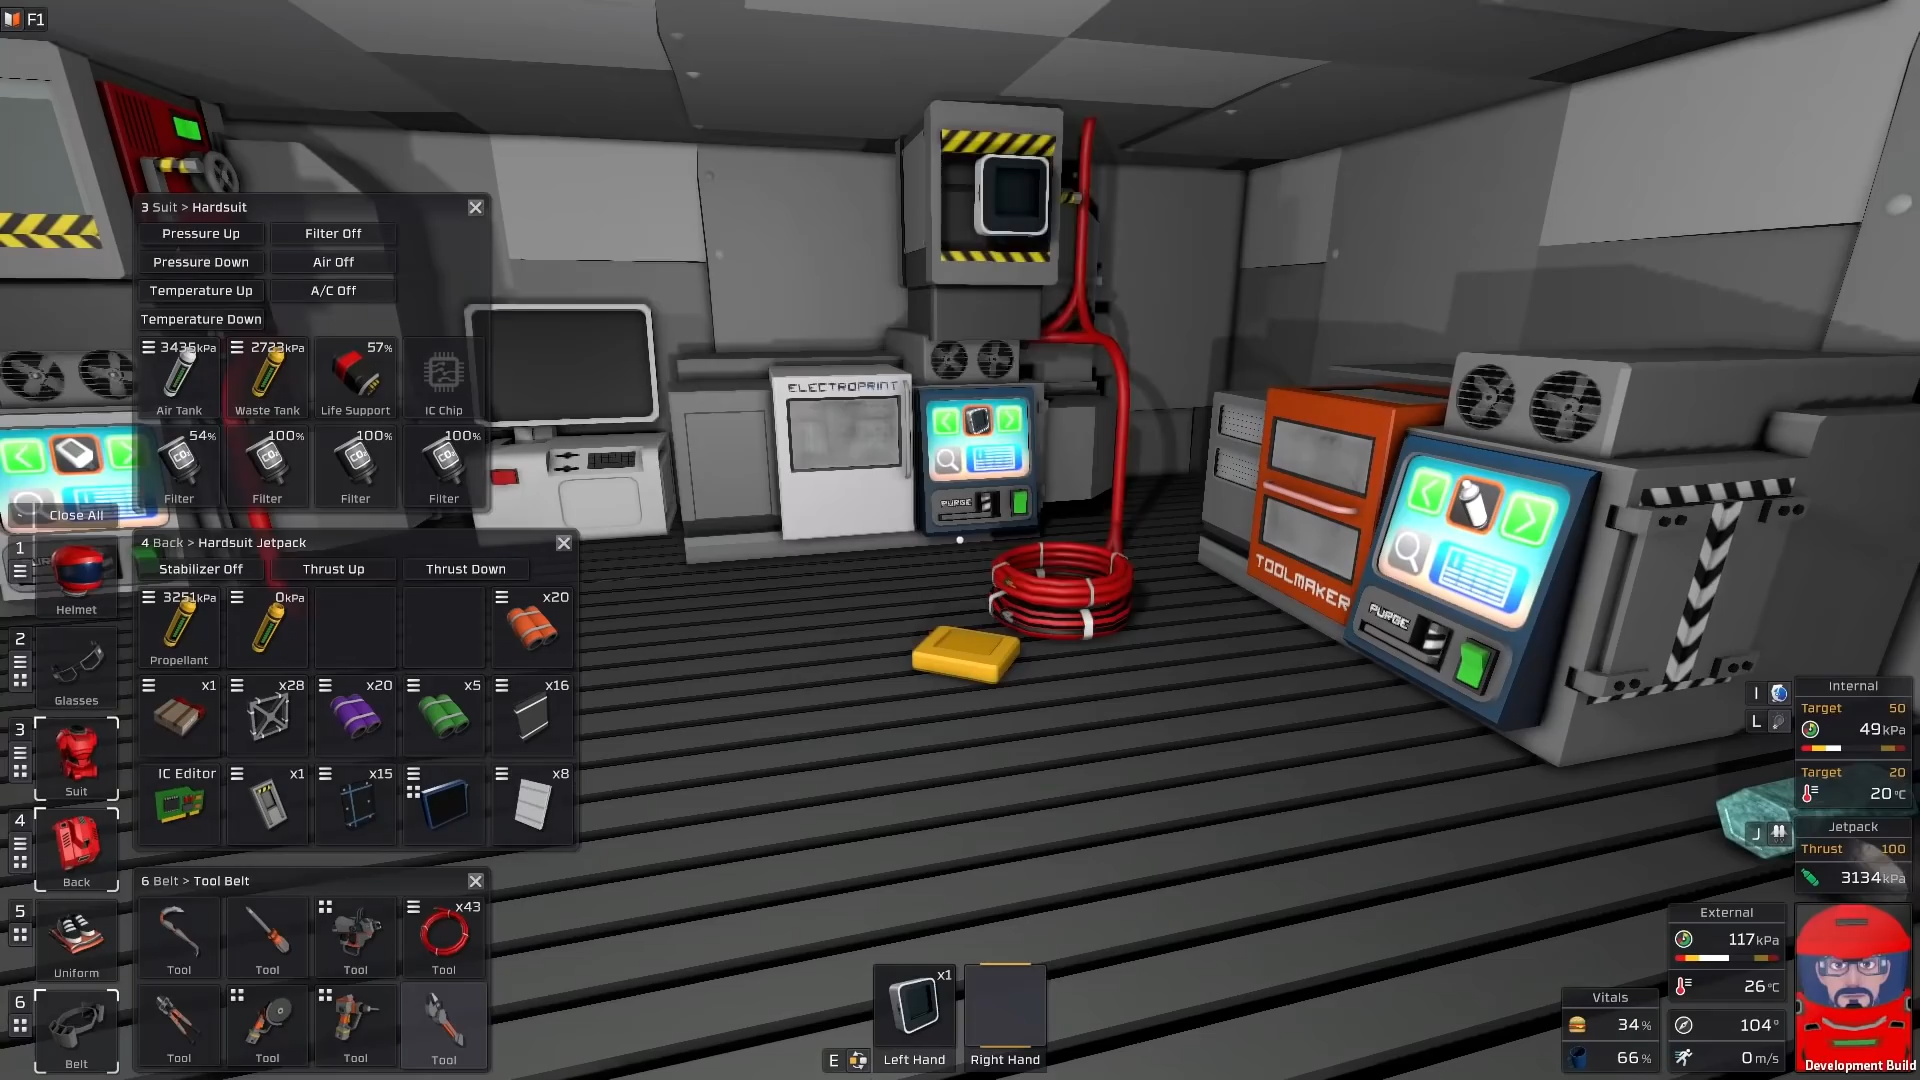 F1
3 Suit > Hardsuit
Pressure Up
Filter Off
Pressure Down
Air Off
Temperature Up
A/C Off
Temperature Down
3435kPa
2723kPa
57%
Air Tank
Waste Tank
Life Support
IC Chip
54%
100%
100%
100%
Filter
Filter
Filter
Filter
Close All
4 Back > Hardsuit Jetpack
Stabilizer Off
Thrust Up
Thrust Down
3251kPa
0kPa
x20
Propellant
x1
x28
x20
x5
x16
IC Editor
x1
x15
x8
6 Belt > Tool Belt
x43
Tool
Tool
Tool
Tool
Tool
Tool
Tool
Tool
1
Helmet
2
Glasses
3
Suit
4
Back
5
Uniform
6
Belt
ELECTROPRINT
PURGE
TOOLMAKER
PURGE
x1
E
Left Hand
Right Hand
I
L
Internal
Target 50
49kPa
Target 20
20°C
J
Jetpack
Thrust 100
3134kPa
External
117kPa
26°C
104°
0m/s
Vitals
34%
66%
Development Build